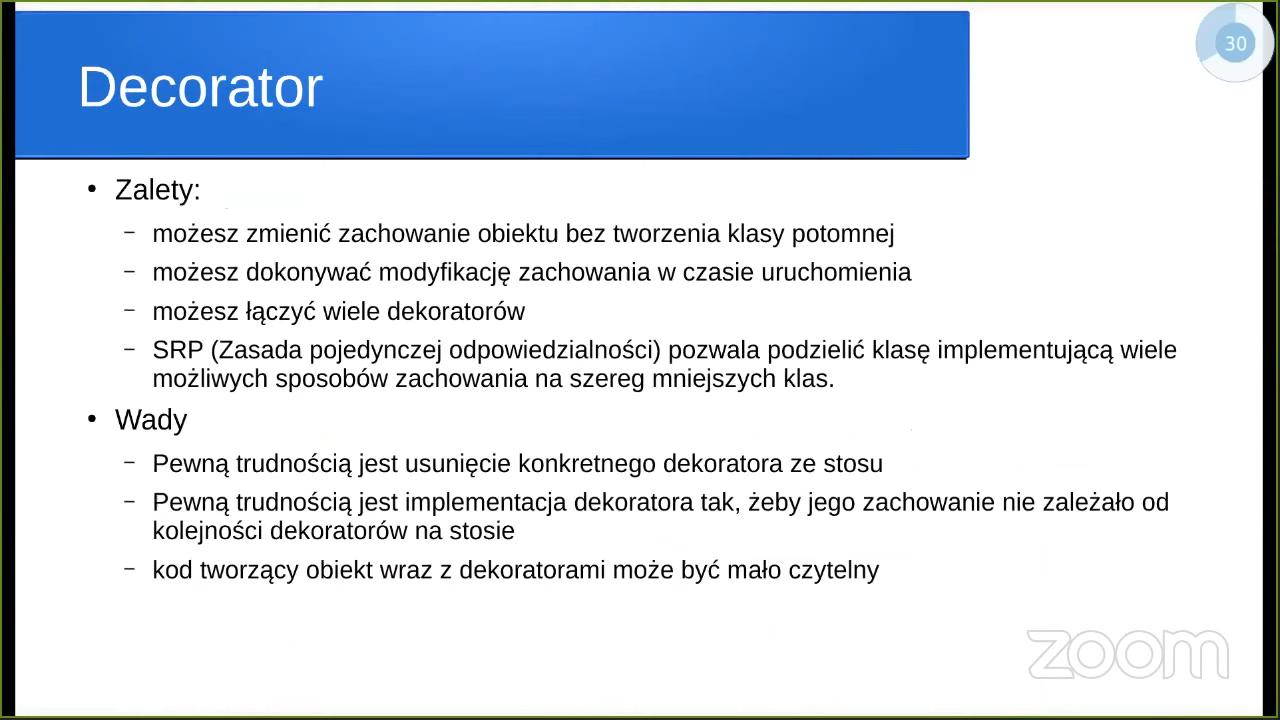 Decorator
30
• Zalety:
– możesz zmienić zachowanie obiektu bez tworzenia klasy potomnej
– możesz dokonywać modyfikację zachowania w czasie uruchomienia
– możesz łączyć wiele dekoratorów
– SRP (Zasada pojedynczej odpowiedzialności) pozwala podzielić klasę implementującą wiele
możliwych sposobów zachowania na szereg mniejszych klas.
• Wady
– Pewną trudnością jest usunięcie konkretnego dekoratora ze stosu
– Pewną trudnością jest implementacja dekoratora tak, żeby jego zachowanie nie zależało od
kolejności dekoratorów na stosie
– kod tworzący obiekt wraz z dekoratorami może być mało czytelny
zoom